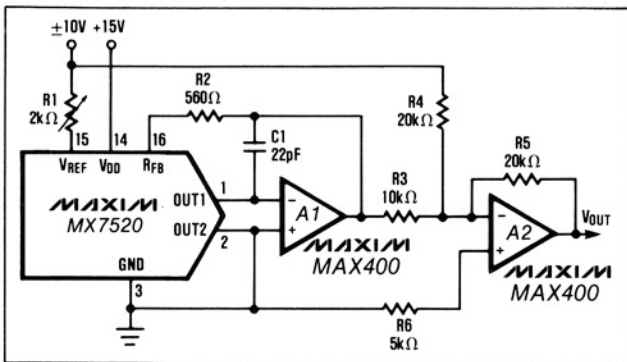 ±10V +15V
R1
2kΩ
15
14
16
R2
560Ω
C1
22pF
R4
20kΩ
R5
20kΩ
VREF VDD RFB
MAXIM
MX7520
OUT1
1
OUT2
2
GND
3
−
+
A1
MAXIM
MAX400
R3
10kΩ
−
+
A2
VOUT
MAXIM
MAX400
R6
5kΩ